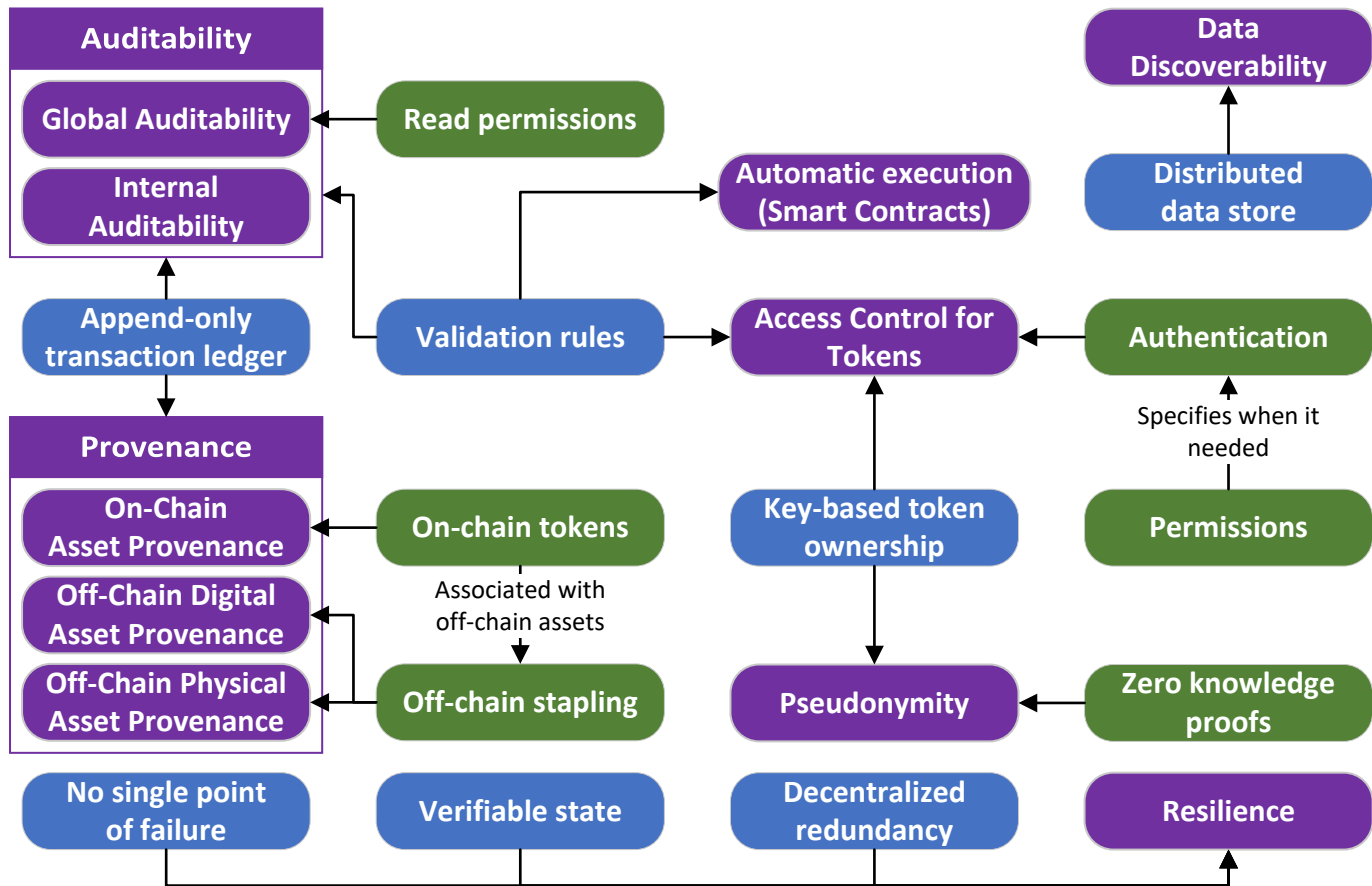 Auditability
Global Auditability
Internal
Auditability
Read permissions
Data
Discoverability
Automatic execution
(Smart Contracts)
Distributed
data store
Append-only
transaction ledger
Validation rules
Access Control for
Tokens
Authentication
Specifies when it
needed
Provenance
On-Chain
Asset Provenance
On-chain tokens
Key-based token
ownership
Permissions
Associated with
off-chain assets
Off-Chain Digital
Asset Provenance
Off-Chain Physical
Asset Provenance
Off-chain stapling
Pseudonymity
Zero knowledge
proofs
No single point
of failure
Verifiable state
Decentralized
redundancy
Resilience